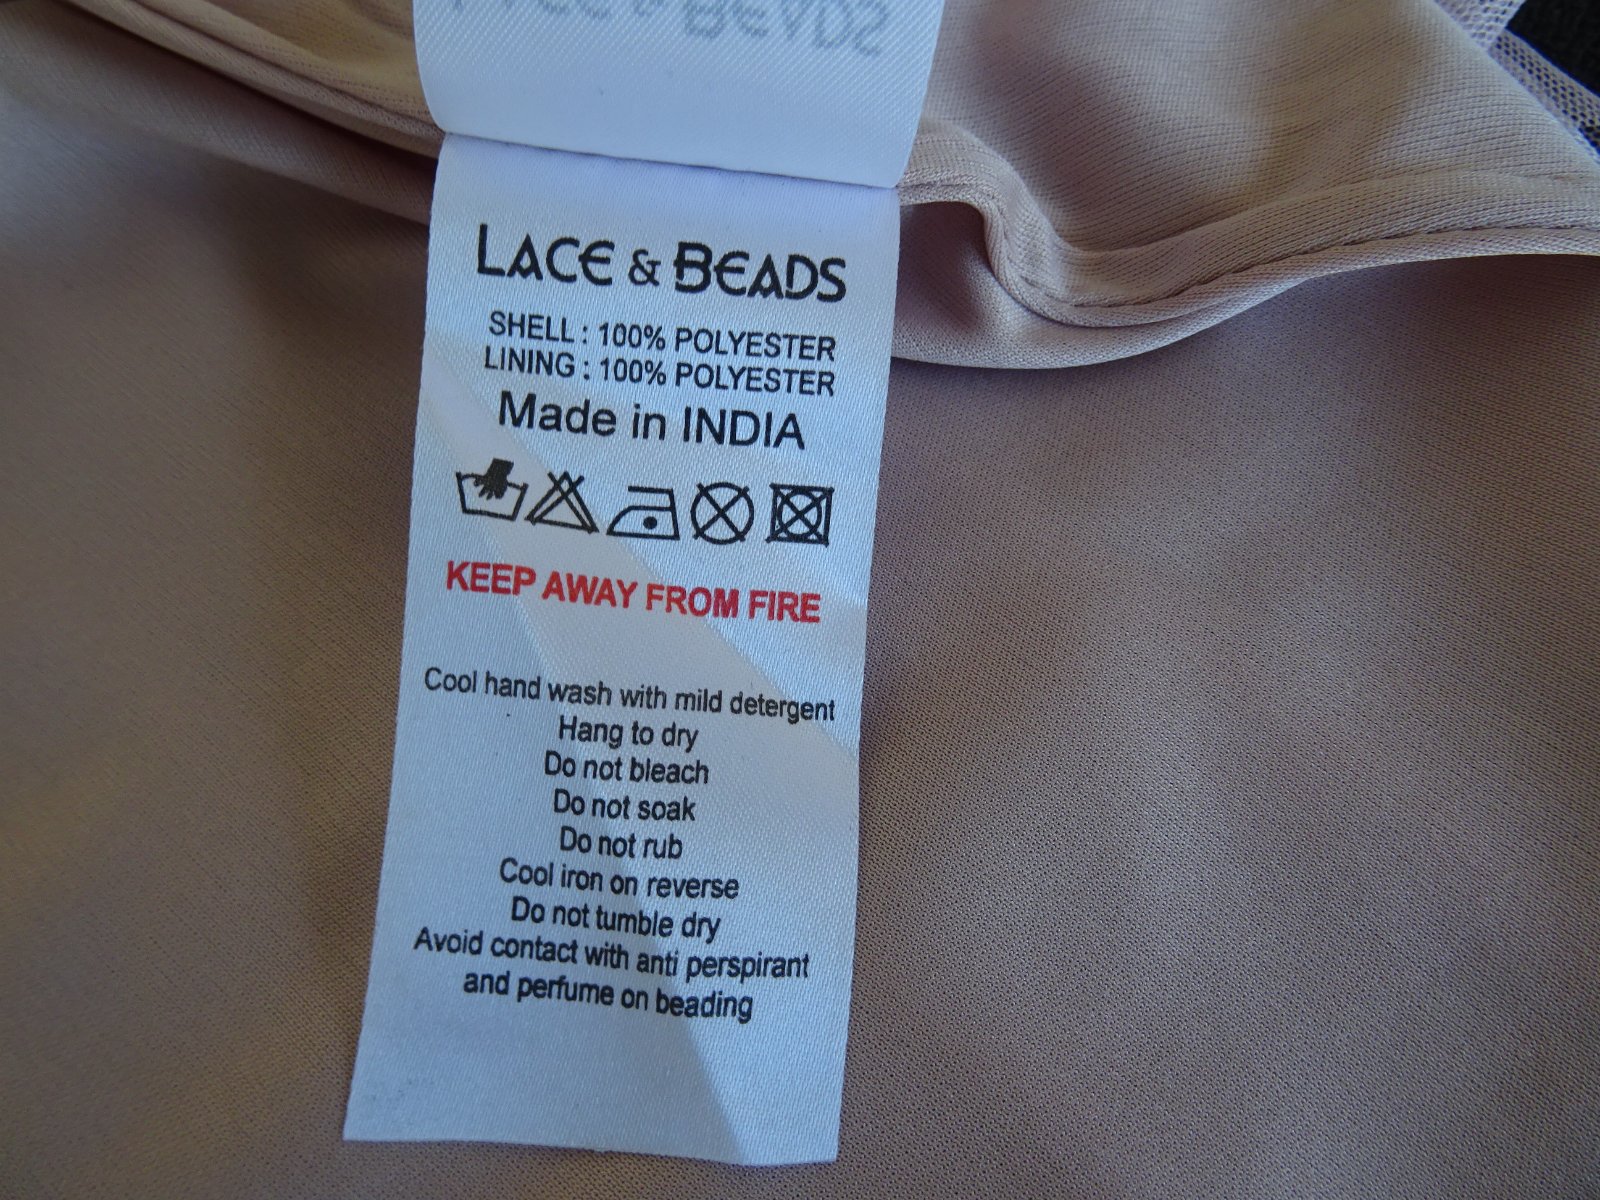 LACE & BEADS
SHELL : 100% POLYESTER
LINING : 100% POLYESTER
Made in INDIA
KEEP AWAY FROM FIRE
Cool hand wash with mild detergent
Hang to dry
Do not bleach
Do not soak
Do not rub
Cool iron on reverse
Do not tumble dry
Avoid contact with anti perspirant
and perfume on beading